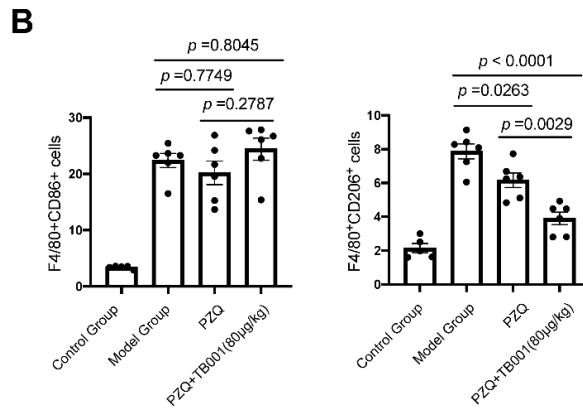 B
p =0.8045
p =0.7749
p =0.2787
F4/80+CD86+ cells
30
20
10
0
Control Group
Model Group
PZQ
PZQ+TB001(80μg/kg)
p < 0.0001
p =0.0263
p =0.0029
F4/80⁺CD206⁺ cells
10
8
6
4
2
0
Control Group
Model Group
PZQ
PZQ+TB001(80μg/kg)